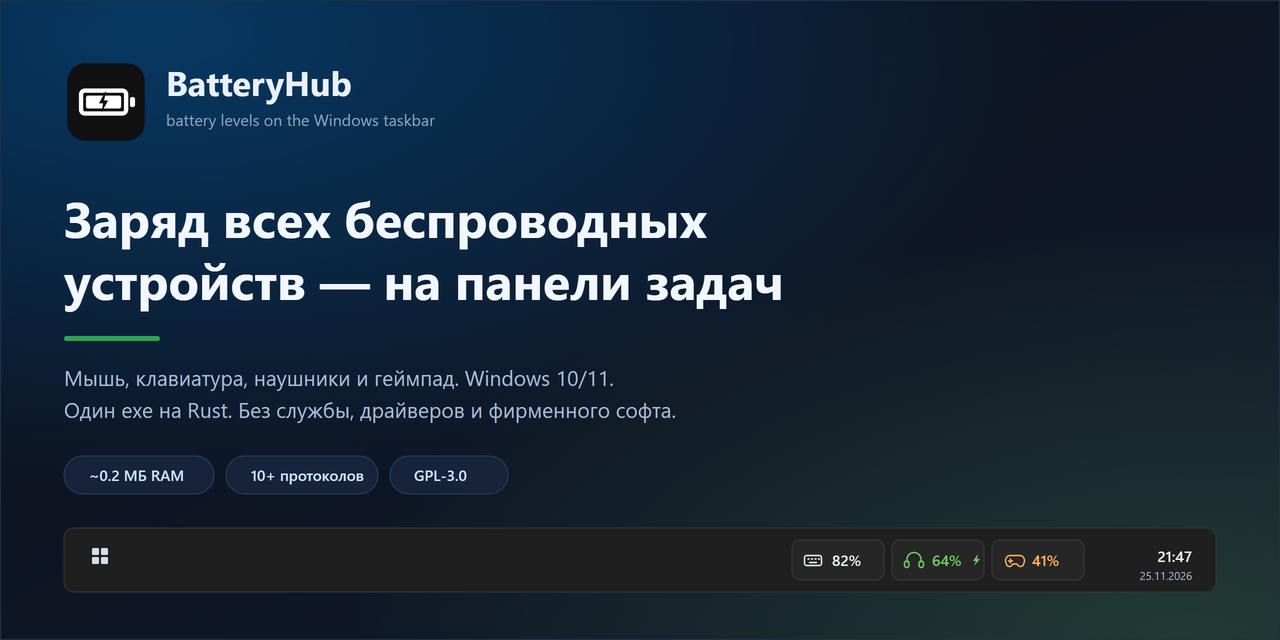 BatteryHub
battery levels on the Windows taskbar
Заряд всех беспроводных
устройств — на панели задач
Мышь, клавиатура, наушники и геймпад. Windows 10/11.
Один exe на Rust. Без службы, драйверов и фирменного софта.
~0.2 МБ RAM
10+ протоколов
GPL-3.0
82%
64%
41%
21:47
25.11.2026